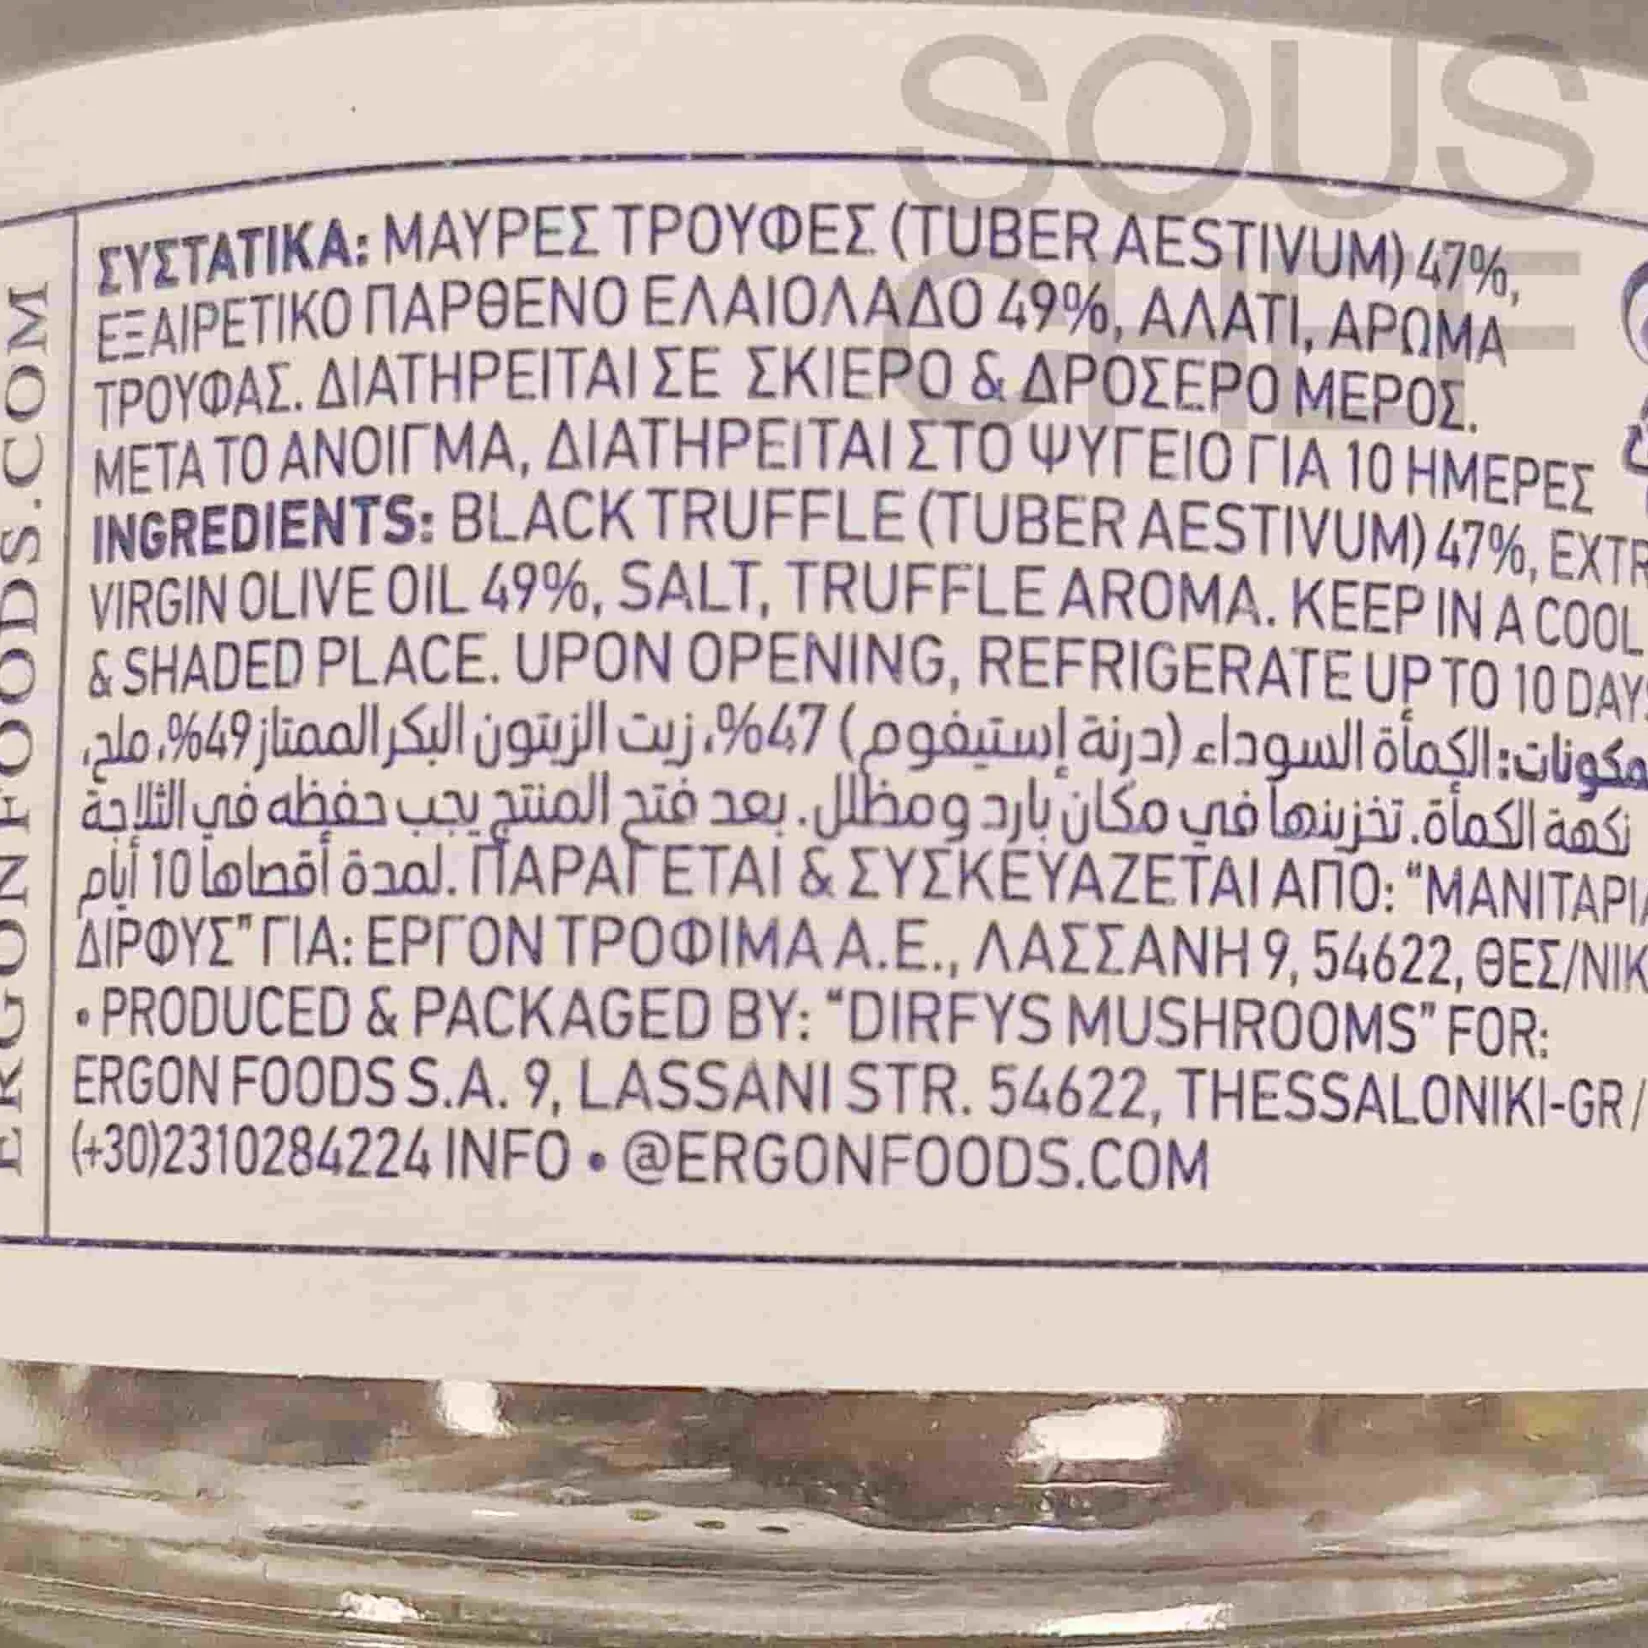 SOUS
CHEF
ERGONFOODS.COM
ΣΥΣΤΑΤΙΚΑ: ΜΑΥΡΕΣ ΤΡΟΥΦΕΣ (TUBER AESTIVUM) 47%,
ΕΞΑΙΡΕΤΙΚΟ ΠΑΡΘΕΝΟ ΕΛΑΙΟΛΑΔΟ 49%, ΑΛΑΤΙ, ΑΡΩΜΑ
ΤΡΟΥΦΑΣ. ΔΙΑΤΗΡΕΙΤΑΙ ΣΕ ΣΚΙΕΡΟ & ΔΡΟΣΕΡΟ ΜΕΡΟΣ.
ΜΕΤΑ ΤΟ ΑΝΟΙΓΜΑ, ΔΙΑΤΗΡΕΙΤΑΙ ΣΤΟ ΨΥΓΕΙΟ ΓΙΑ 10 ΗΜΕΡΕΣ
INGREDIENTS: BLACK TRUFFLE (TUBER AESTIVUM) 47%, EXTR
VIRGIN OLIVE OIL 49%, SALT, TRUFFLE AROMA. KEEP IN A COOL
& SHADED PLACE. UPON OPENING, REFRIGERATE UP TO 10 DAYS
مكونات: الكمأة السوداء (درنة إستيفوم) 47%، زيت الزيتون البكر الممتاز 49%، ملح،
نكهة الكمأة. تخزينها في مكان بارد ومظلل. بعد فتح المنتج يجب حفظه في الثلاجة
لمدة أقصاها 10 أيام. ΠΑΡΑΓΕΤΑΙ & ΣΥΣΚΕΥΑΖΕΤΑΙ ΑΠΟ: “ΜΑΝΙΤΑΡΙΑ
ΔΙΡΦΥΣ” ΓΙΑ: ΕΡΓΟΝ ΤΡΟΦΙΜΑ Α.Ε., ΛΑΣΣΑΝΗ 9, 54622, ΘΕΣ/ΝΙΚ
• PRODUCED & PACKAGED BY: “DIRFYS MUSHROOMS” FOR:
ERGON FOODS S.A. 9, LASSANI STR. 54622, THESSALONIKI-GR /
(+30)2310284224 INFO • @ERGONFOODS.COM